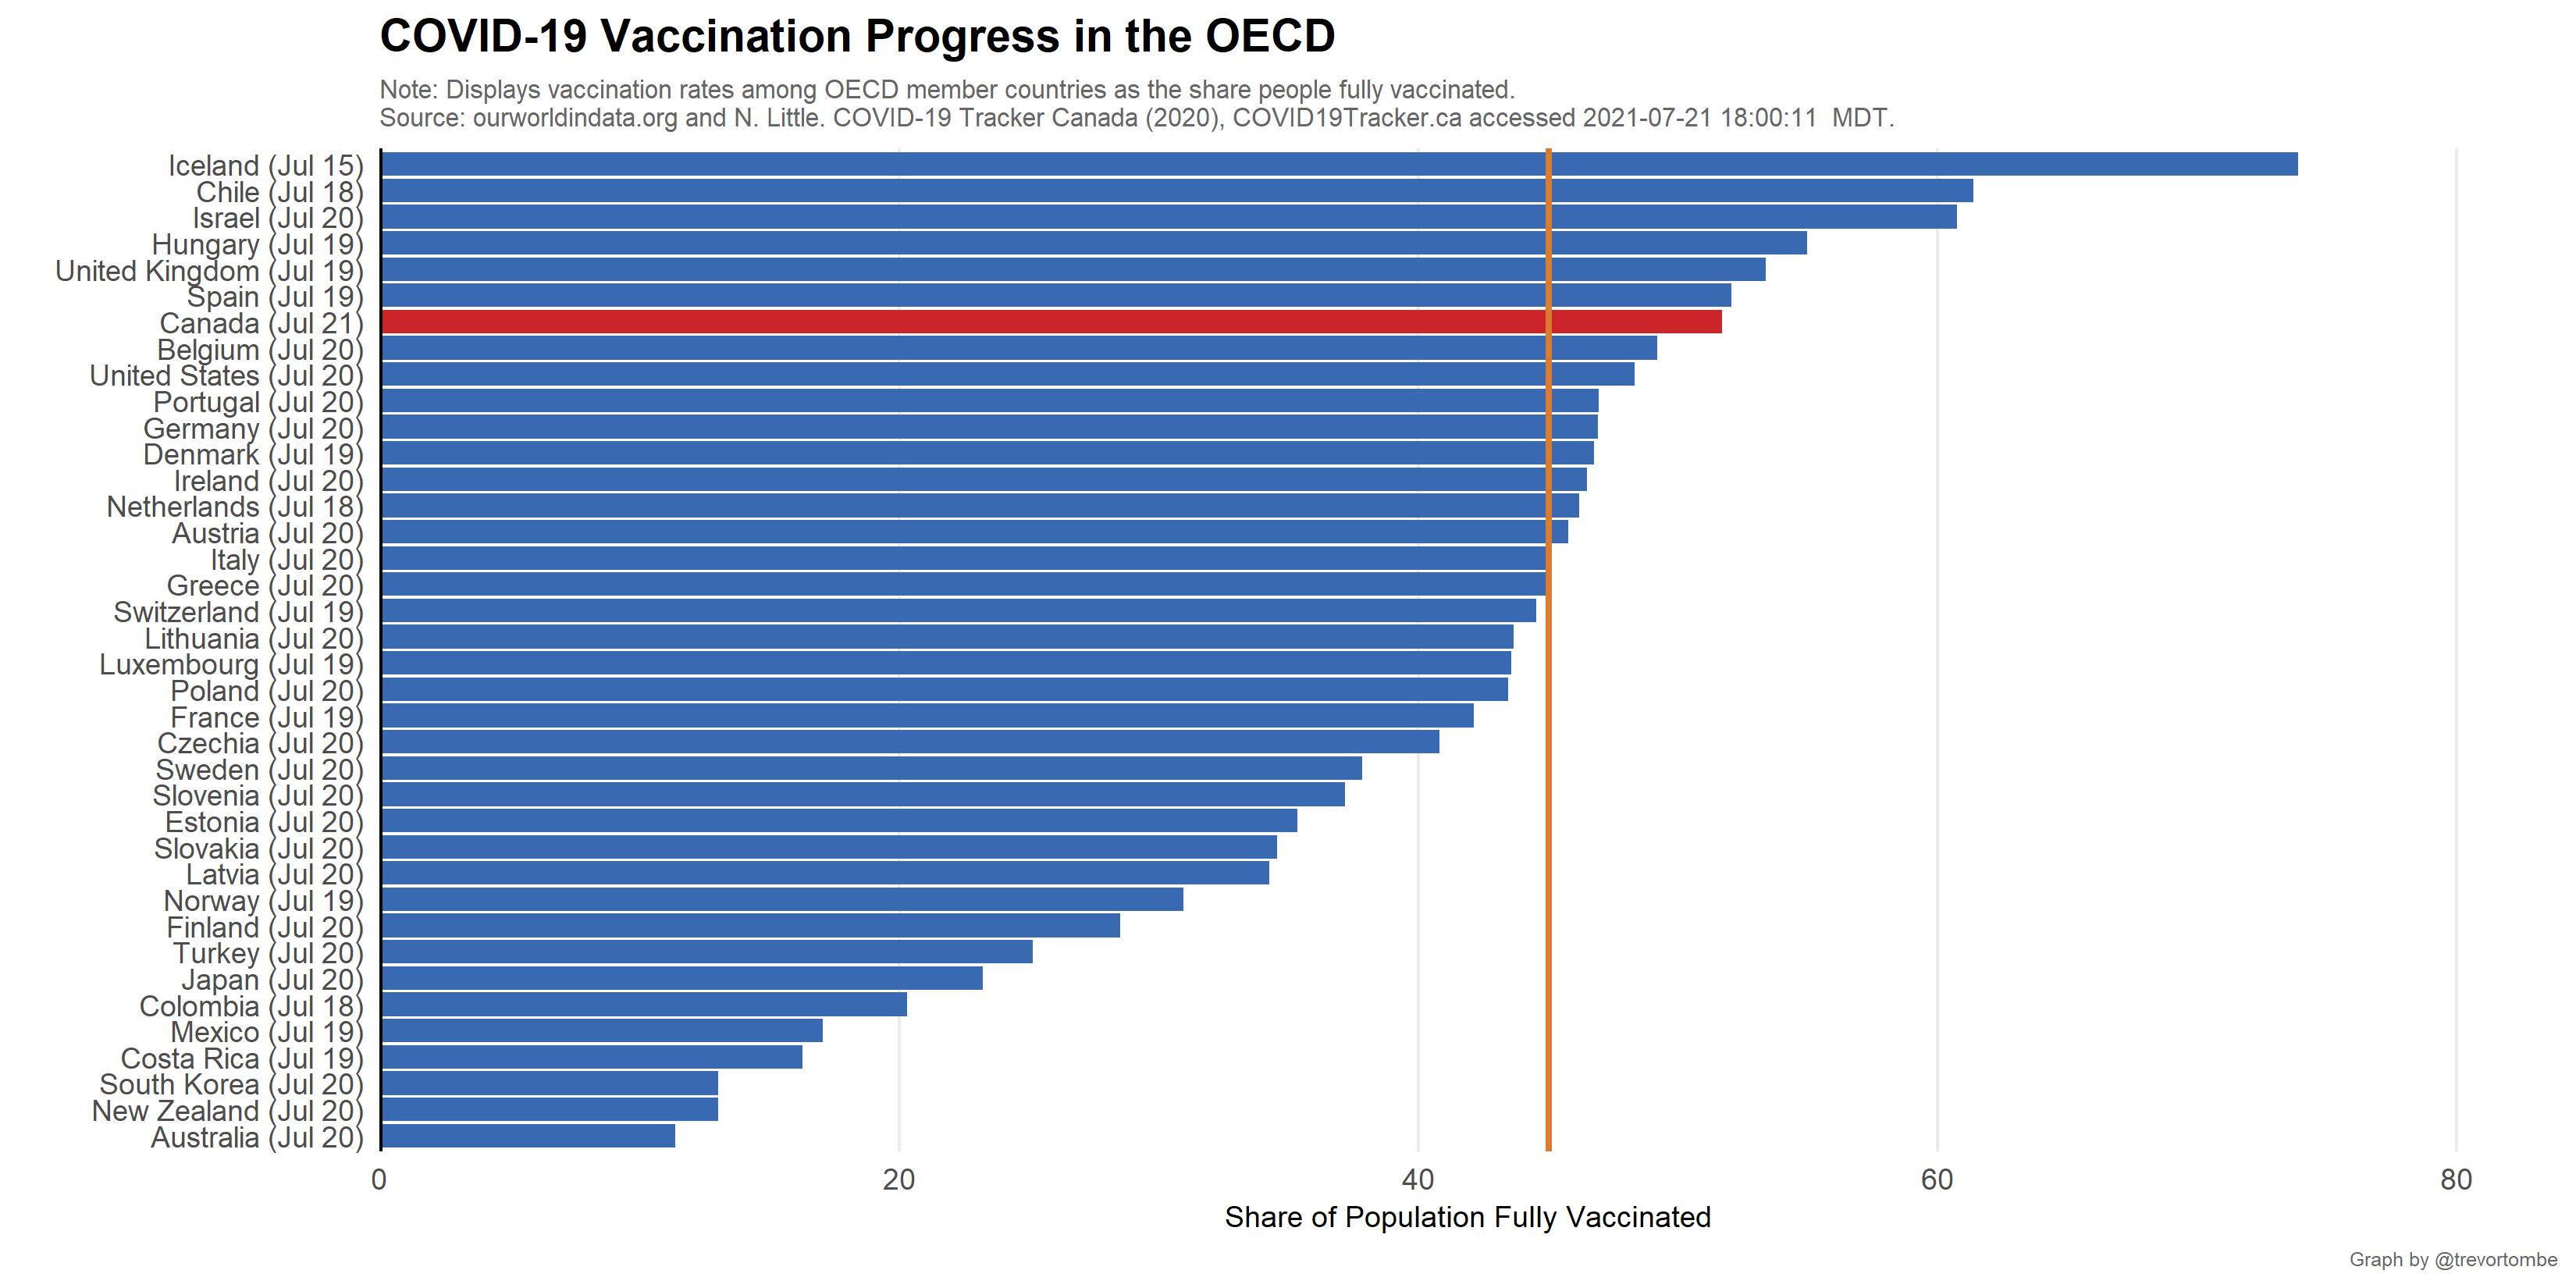 COVID-19 Vaccination Progress in the OECD
Note: Displays vaccination rates among OECD member countries as the share people fully vaccinated.
Source: ourworldindata.org and N. Little. COVID-19 Tracker Canada (2020), COVID19Tracker.ca accessed 2021-07-21 18:00:11  MDT.
Iceland (Jul 15)
Chile (Jul 18)
Israel (Jul 20)
Hungary (Jul 19)
United Kingdom (Jul 19)
Spain (Jul 19)
Canada (Jul 21)
Belgium (Jul 20)
United States (Jul 20)
Portugal (Jul 20)
Germany (Jul 20)
Denmark (Jul 19)
Ireland (Jul 20)
Netherlands (Jul 18)
Austria (Jul 20)
Italy (Jul 20)
Greece (Jul 20)
Switzerland (Jul 19)
Lithuania (Jul 20)
Luxembourg (Jul 19)
Poland (Jul 20)
France (Jul 19)
Czechia (Jul 20)
Sweden (Jul 20)
Slovenia (Jul 20)
Estonia (Jul 20)
Slovakia (Jul 20)
Latvia (Jul 20)
Norway (Jul 19)
Finland (Jul 20)
Turkey (Jul 20)
Japan (Jul 20)
Colombia (Jul 18)
Mexico (Jul 19)
Costa Rica (Jul 19)
South Korea (Jul 20)
New Zealand (Jul 20)
Australia (Jul 20)
0 20 40 60 80
Share of Population Fully Vaccinated
Graph by @trevortombe